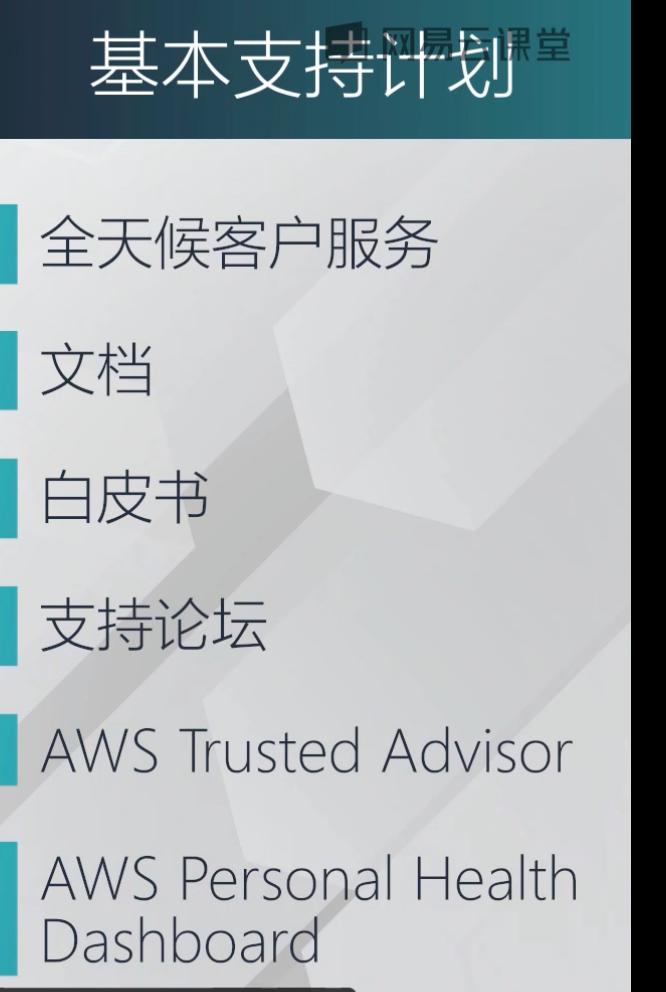 基本支持计划
网易云课堂
全天候客户服务
文档
白皮书
支持论坛
AWS Trusted Advisor
AWS Personal Health
Dashboard